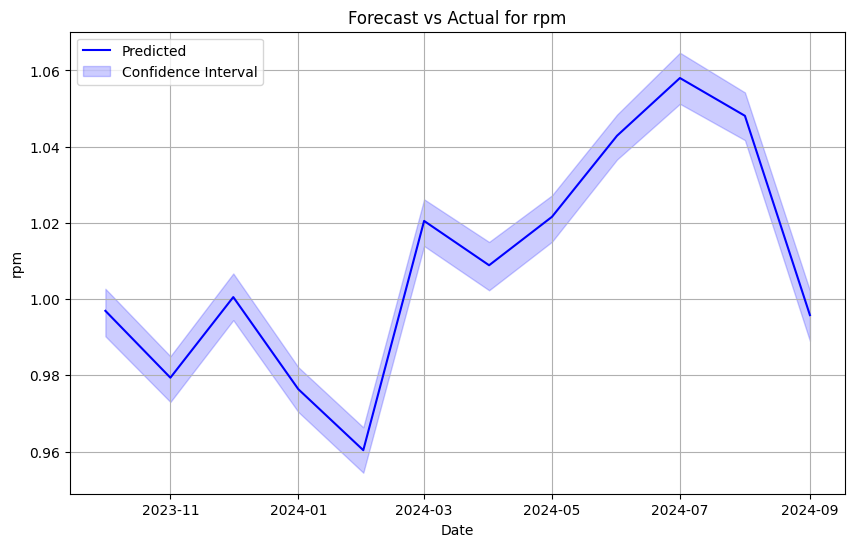 Forecast vs Actual for rpm
Predicted
Confidence Interval
1.06
1.04
1.02
1.00
0.98
0.96
rpm
2023-11
2024-01
2024-03
2024-05
2024-07
2024-09
Date